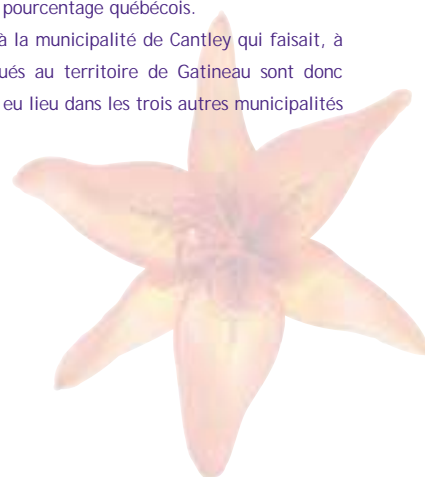 pourcentage québécois.
à la municipalité de Cantley qui faisait, à
ués au territoire de Gatineau sont donc
eu lieu dans les trois autres municipalités